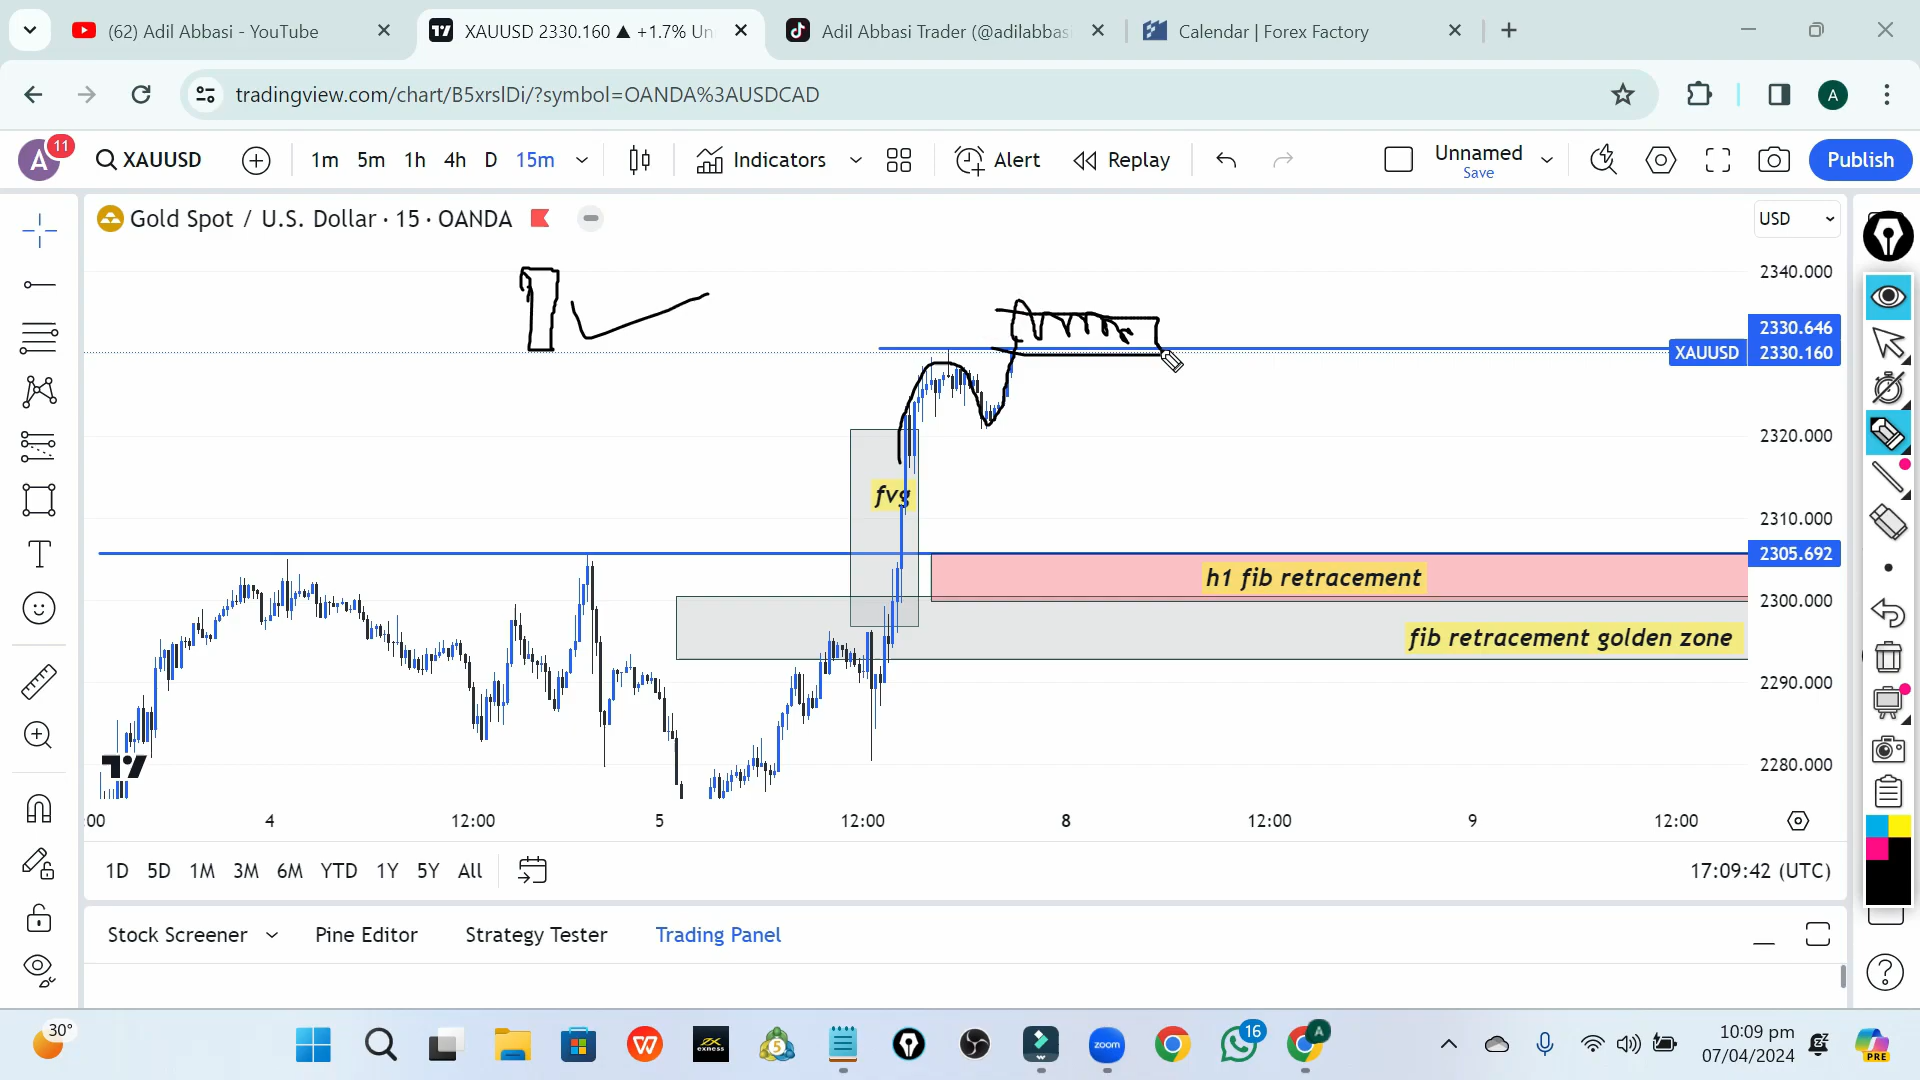 (62) Adil Abbasi - YouTube
XAUUSD 2330.160 ▲ +1.7% Un
Adil Abbasi Trader (@adilabbasi
Calendar | Forex Factory
tradingview.com/chart/B5xrslDi/?symbol=OANDA%3AUSDCAD
A
A
11
XAUUSD
1m 5m 1h 4h D 15m
Indicators
Alert
Replay
Unnamed
Save
Publish
Gold Spot / U.S. Dollar · 15 · OANDA
USD
2340.000
2330.646
XAUUSD 2330.160
2320.000
fvg
2310.000
2305.692
h1 fib retracement
2300.000
fib retracement golden zone
2290.000
2280.000
:00 4 12:00 5 12:00 8 12:00 9 12:00
1D 5D 1M 3M 6M YTD 1Y 5Y All
17:09:42 (UTC)
Stock Screener
Pine Editor
Strategy Tester
Trading Panel
30°
exness
5
zoom
16
A
10:09 pm
07/04/2024
PRE